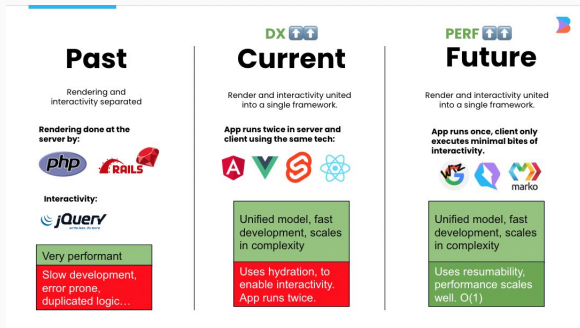 Past
Rendering and
interactivity separated
Rendering done at the
server by:
php
RAILS
Interactivity:
jQuery
Very performant
Slow development,
error prone,
duplicated logic...
DX ⬆⬆
Current
Render and interactivity united
into a single framework.
App runs twice in server and
client using the same tech:
Unified model, fast
development, scales
in complexity
Uses hydration, to
enable interactivity.
App runs twice.
PERF ⬆⬆
Future
Render and interactivity united
into a single framework.
App runs once, client only
executes minimal bites of
interactivity.
WIZ
marko
Unified model, fast
development, scales
in complexity
Uses resumability,
performance scales
well. O(1)